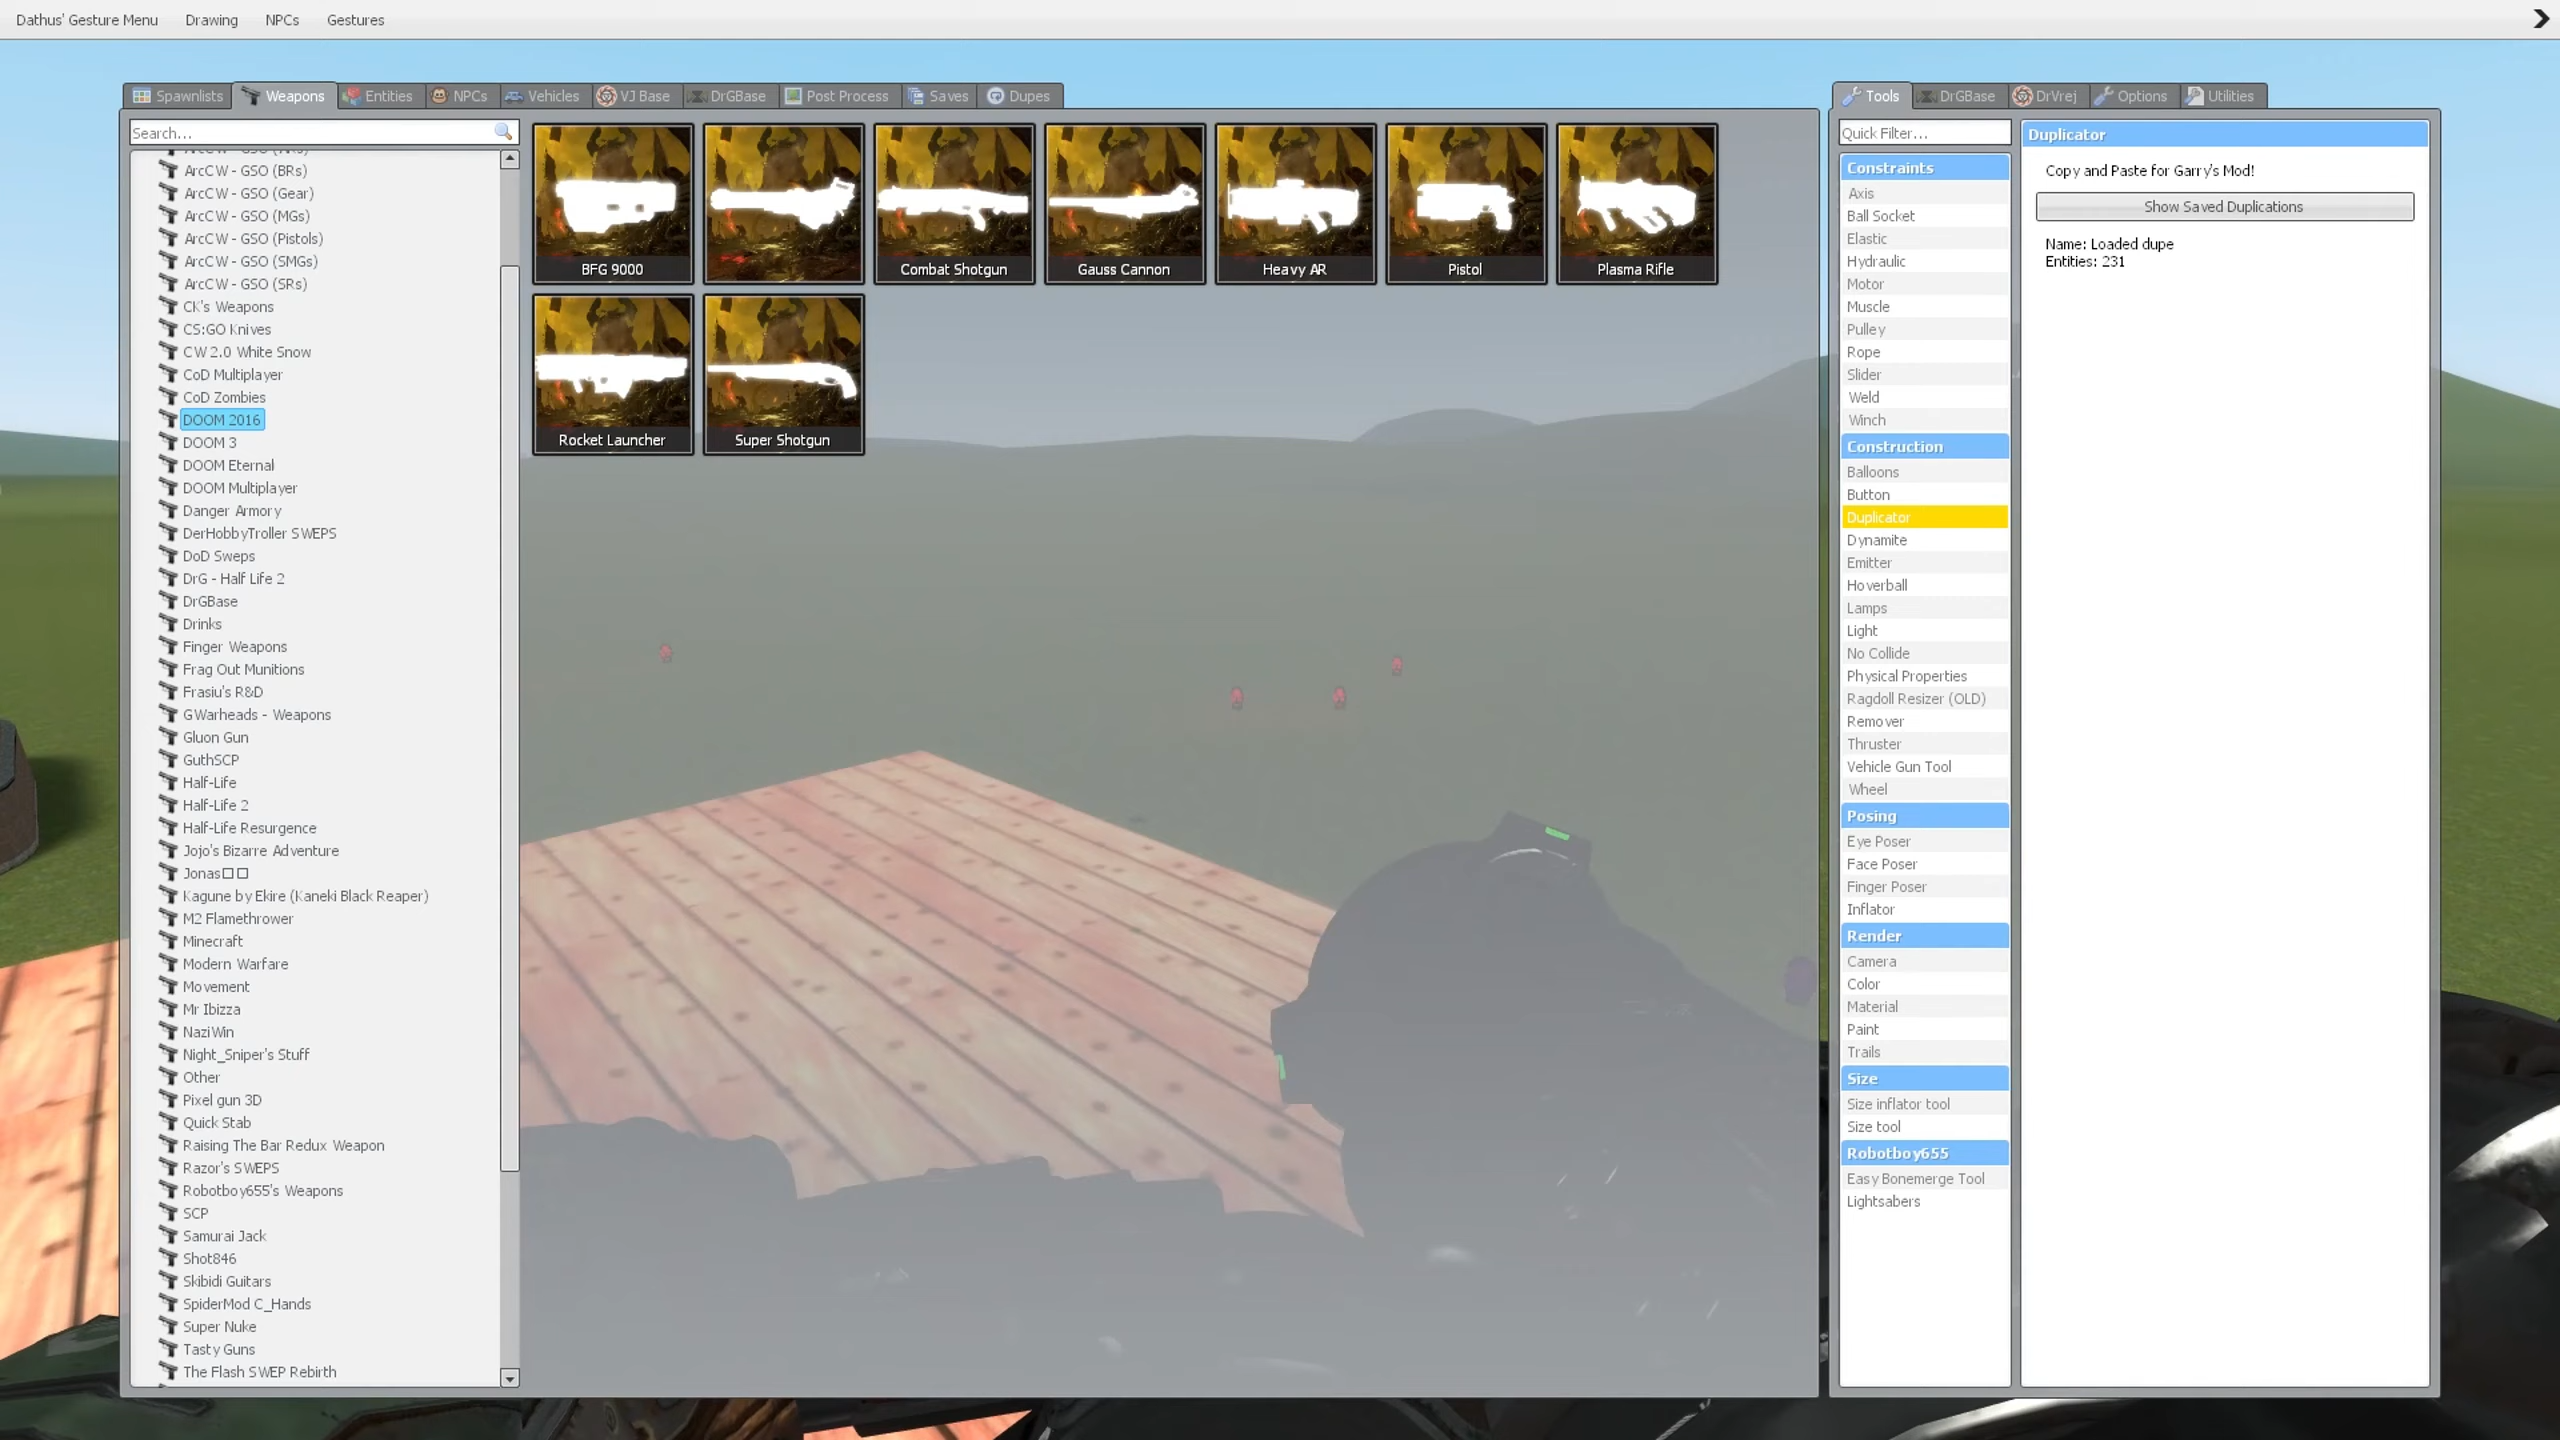 Dathus' Gesture Menu Drawing NPCs Gestures
Spawnlists Weapons Entities NPCs Vehicles VJ Base DrGBase Post Process Saves Dupes
Search...
ArcCW - GSO (BRs)
ArcCW - GSO (Gear)
ArcCW - GSO (MGs)
ArcCW - GSO (Pistols)
ArcCW - GSO (SMGs)
ArcCW - GSO (SRs)
CK's Weapons
CS:GO Knives
CW 2.0 White Snow
CoD Multiplayer
CoD Zombies
DOOM 2016
DOOM 3
DOOM Eternal
DOOM Multiplayer
Danger Armory
DerHobbyTroller SWEPS
DoD Sweps
DrG - Half Life 2
DrGBase
Drinks
Finger Weapons
Frag Out Munitions
Frasiu's R&D
GWarheads - Weapons
Gluon Gun
GuthSCP
Half-Life
Half-Life 2
Half-Life Resurgence
Jojo's Bizarre Adventure
Jonas□□
Kagune by Ekire (Kaneki Black Reaper)
M2 Flamethrower
Minecraft
Modern Warfare
Movement
Mr Ibizza
NaziWin
Night_Sniper's Stuff
Other
Pixel gun 3D
Quick Stab
Raising The Bar Redux Weapon
Razor's SWEPS
Robotboy655's Weapons
SCP
Samurai Jack
Shot846
Skibidi Guitars
SpiderMod C_Hands
Super Nuke
Tasty Guns
The Flash SWEP Rebirth
BFG 9000
Combat Shotgun
Gauss Cannon
Heavy AR
Pistol
Plasma Rifle
Rocket Launcher
Super Shotgun
Tools DrGBase DrVrej Options Utilities
Quick Filter...
Constraints
Axis
Ball Socket
Elastic
Hydraulic
Motor
Muscle
Pulley
Rope
Slider
Weld
Winch
Construction
Balloons
Button
Duplicator
Dynamite
Emitter
Hoverball
Lamps
Light
No Collide
Physical Properties
Ragdoll Resizer (OLD)
Remover
Thruster
Vehicle Gun Tool
Wheel
Posing
Eye Poser
Face Poser
Finger Poser
Inflator
Render
Camera
Color
Material
Paint
Trails
Size
Size inflator tool
Size tool
Robotboy655
Easy Bonemerge Tool
Lightsabers
Duplicator
Copy and Paste for Garry's Mod!
Show Saved Duplications
Name: Loaded dupe
Entities: 231